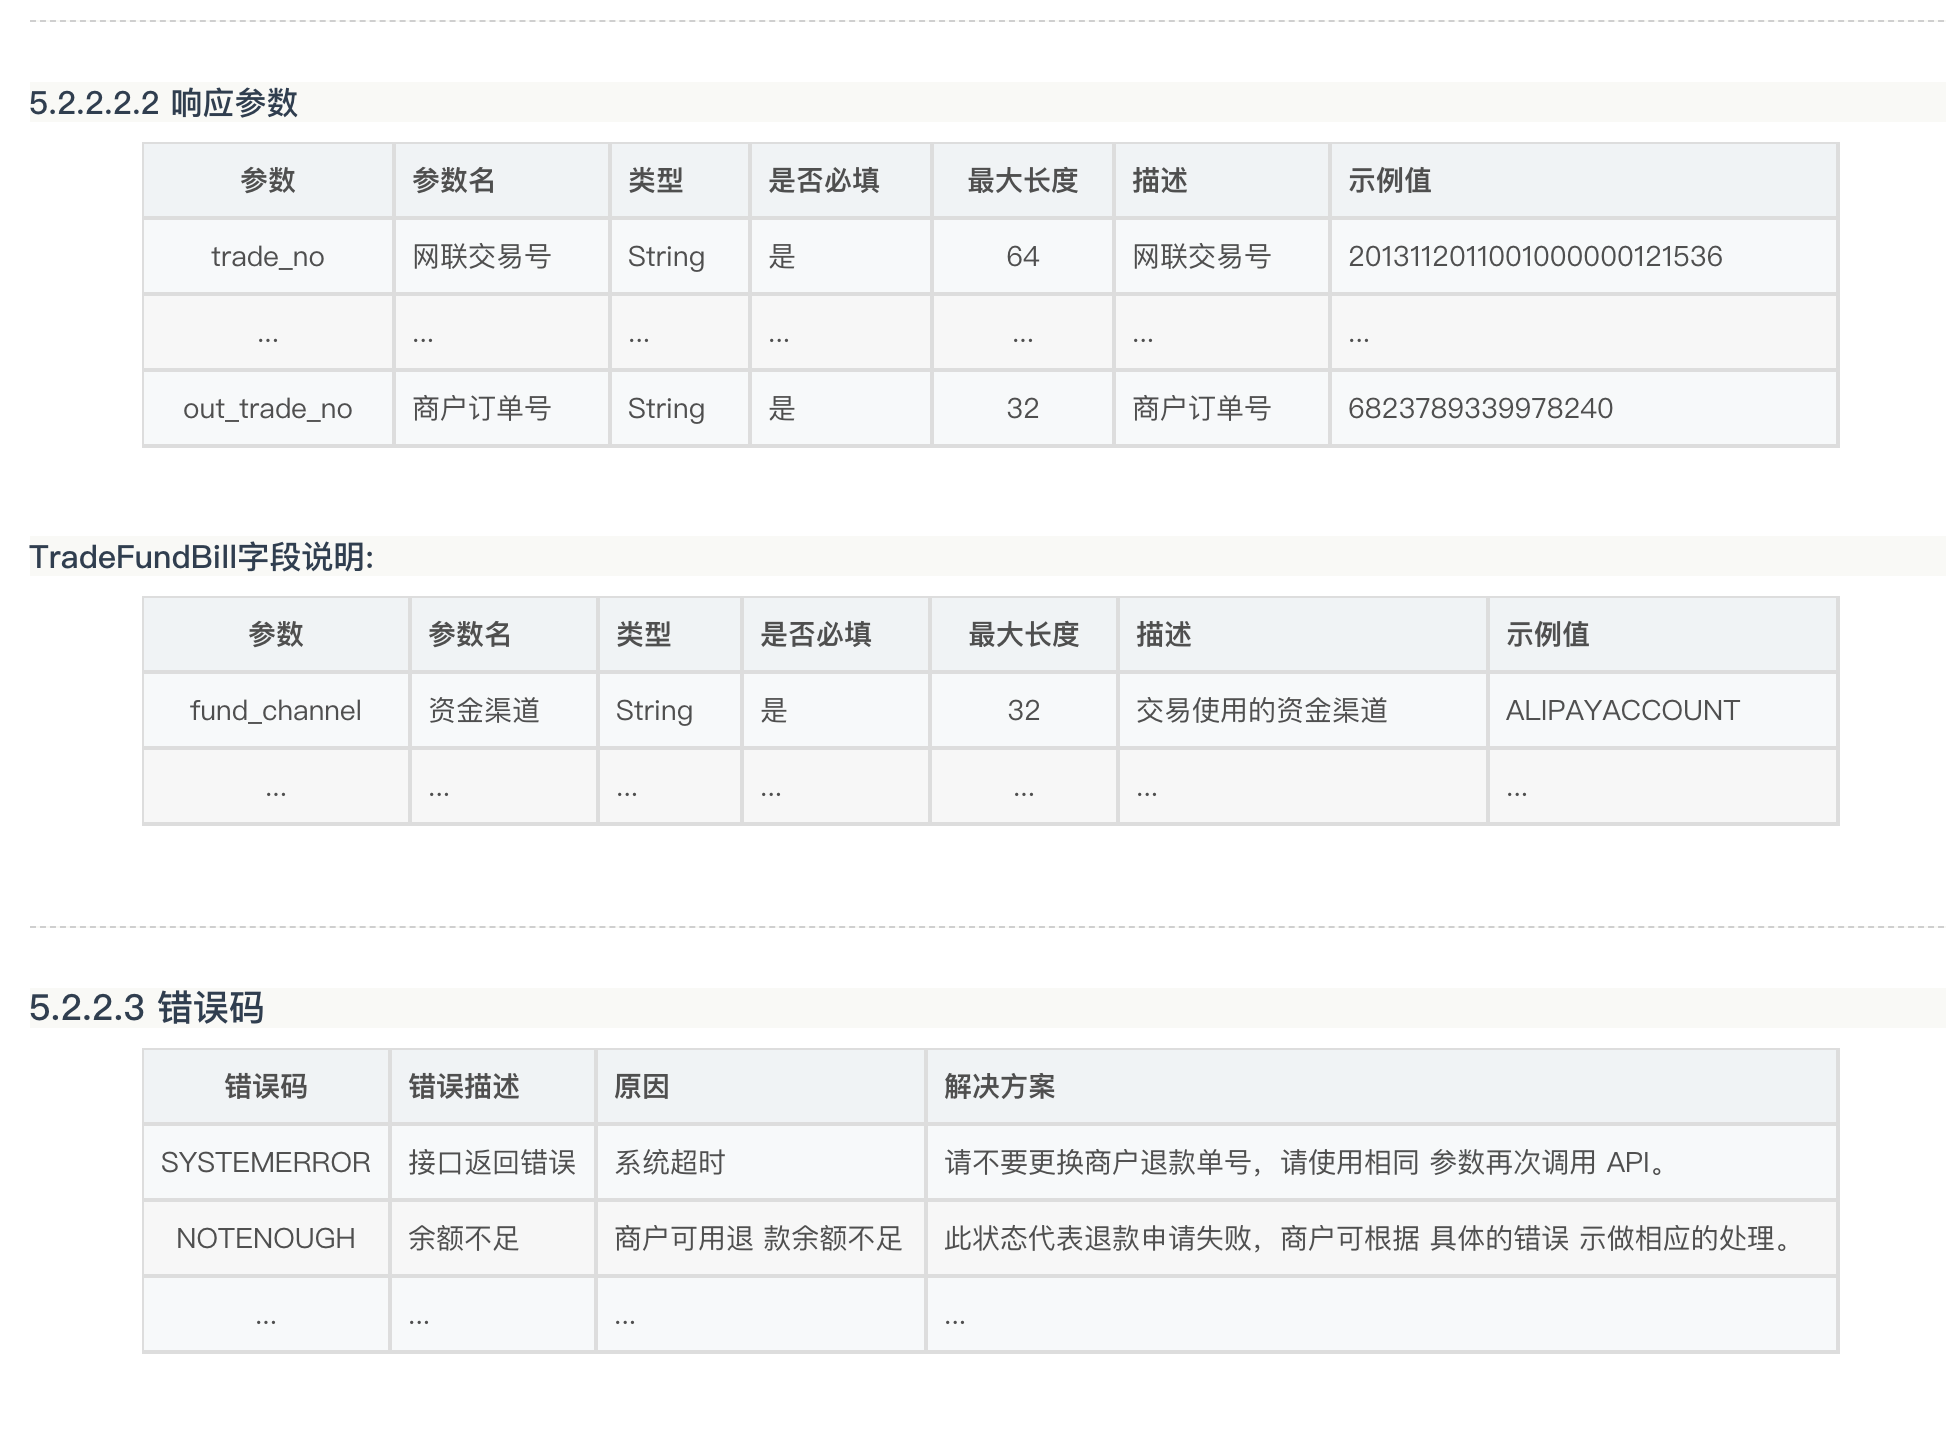 5.2.2.2.2 响应参数
参数 参数名 类型 是否必填 最大长度 描述 示例值
trade_no 网联交易号 String 是 64 网联交易号 2013112011001000000121536
... ... ... ... ... ... ...
out_trade_no 商户订单号 String 是 32 商户订单号 6823789339978240
TradeFundBill字段说明:
参数 参数名 类型 是否必填 最大长度 描述 示例值
fund_channel 资金渠道 String 是 32 交易使用的资金渠道 ALIPAYACCOUNT
... ... ... ... ... ... ...
5.2.2.3 错误码
错误码 错误描述 原因 解决方案
SYSTEMERROR 接口返回错误 系统超时 请不要更换商户退款单号，请使用相同 参数再次调用 API。
NOTENOUGH 余额不足 商户可用退 款余额不足 此状态代表退款申请失败，商户可根据 具体的错误 示做相应的处理。
... ... ... ...